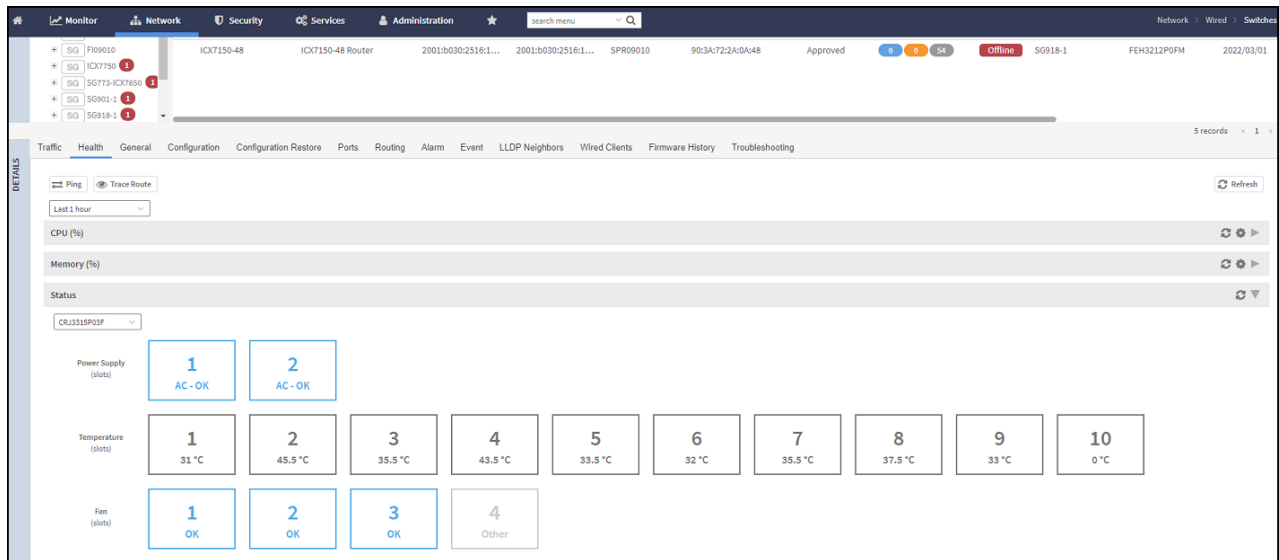 Monitor Network Security Services Administration search menu Network > Wired > Switches
+ SG FI09010 ICX7150-48 ICX7150-48 Router 2001:b030:2516:1... 2001:b030:2516:1... SPR09010 90:3A:72:2A:0A:48 Approved 0 0 54 Offline SG918-1 FEH3212P0FM 2022/03/01
+ SG ICX7750 1
+ SG SG773-ICX7650 1
+ SG SG901-1 1
+ SG SG918-1 1
5 records « 1 »
DETAILS
Traffic Health General Configuration Configuration Restore Ports Routing Alarm Event LLDP Neighbors Wired Clients Firmware History Troubleshooting
Ping Trace Route Refresh
Last 1 hour
CPU (%)
Memory (%)
Status
CRJ3315P03F
Power Supply
(slots)
1 2
AC - OK AC - OK
Temperature
(slots)
1 2 3 4 5 6 7 8 9 10
31 °C 45.5 °C 35.5 °C 43.5 °C 33.5 °C 32 °C 35.5 °C 37.5 °C 33 °C 0 °C
Fan
(slots)
1 2 3 4
OK OK OK Other